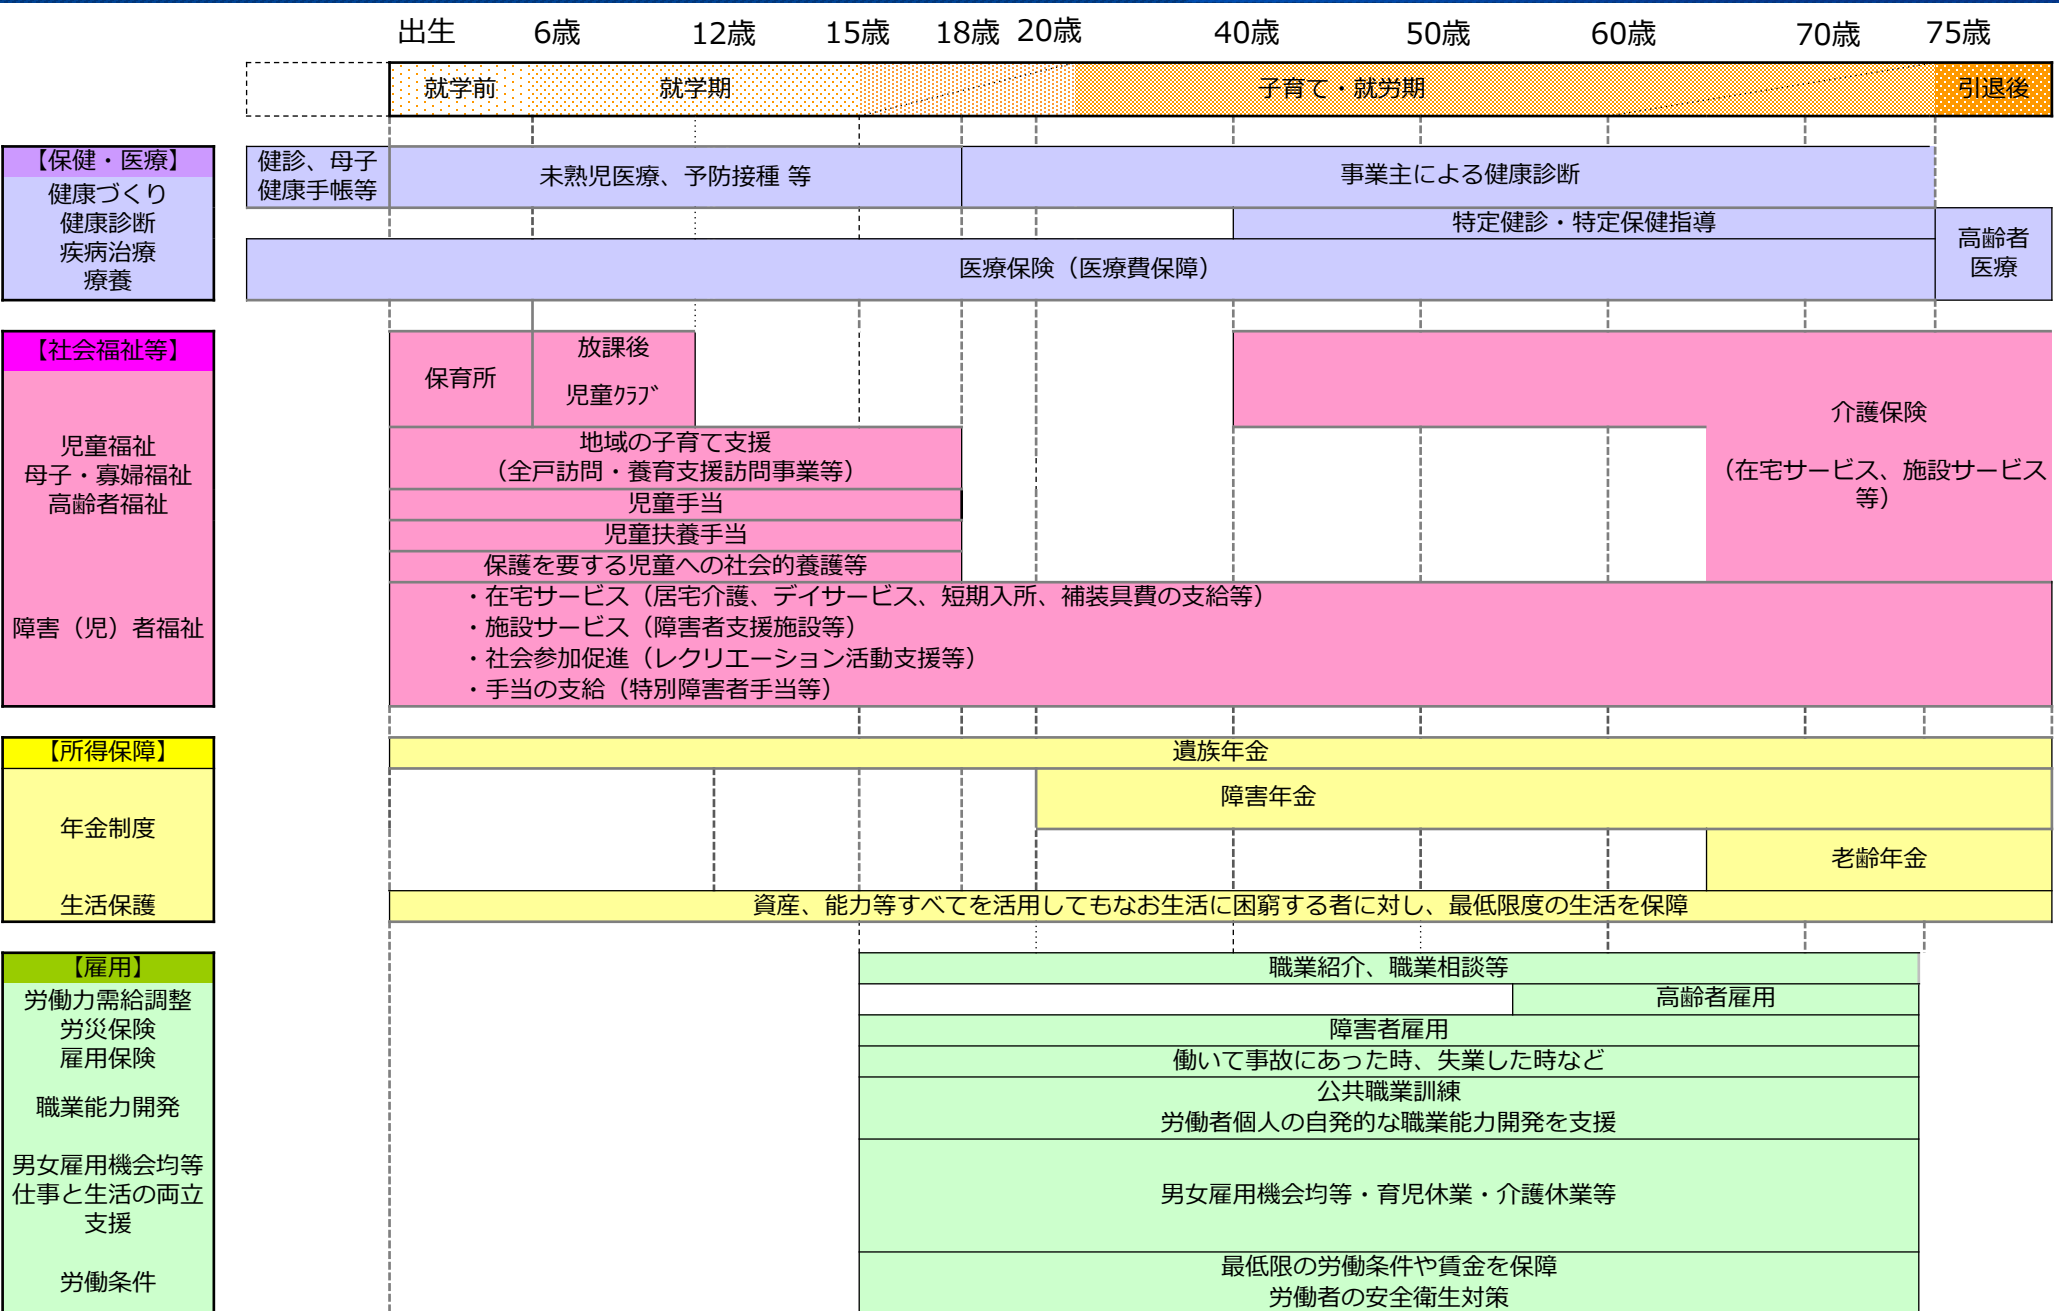 出生 6歳 12歳 15歳 18歳 20歳 40歳 50歳 60歳 70歳 75歳
就学前 就学期 子育て・就労期 引退後
【保健・医療】
健康づくり
健康診断
疾病治療
療養
健診、母子
健康手帳等
未熟児医療、予防接種 等
事業主による健康診断
特定健診・特定保健指導
高齢者
医療
医療保険（医療費保障）
【社会福祉等】
児童福祉
母子・寡婦福祉
高齢者福祉
障害（児）者福祉
保育所
放課後
児童ｸﾗﾌﾞ
地域の子育て支援
（全戸訪問・養育支援訪問事業等）
児童手当
児童扶養手当
保護を要する児童への社会的養護等
介護保険
（在宅サービス、施設サービス
等）
・在宅サービス（居宅介護、デイサービス、短期入所、補装具費の支給等）
・施設サービス（障害者支援施設等）
・社会参加促進（レクリエーション活動支援等）
・手当の支給（特別障害者手当等）
【所得保障】
年金制度
生活保護
遺族年金
障害年金
老齢年金
資産、能力等すべてを活用してもなお生活に困窮する者に対し、最低限度の生活を保障
【雇用】
労働力需給調整
労災保険
雇用保険
職業能力開発
男女雇用機会均等
仕事と生活の両立
支援
労働条件
職業紹介、職業相談等
高齢者雇用
障害者雇用
働いて事故にあった時、失業した時など
公共職業訓練
労働者個人の自発的な職業能力開発を支援
男女雇用機会均等・育児休業・介護休業等
最低限の労働条件や賃金を保障
労働者の安全衛生対策